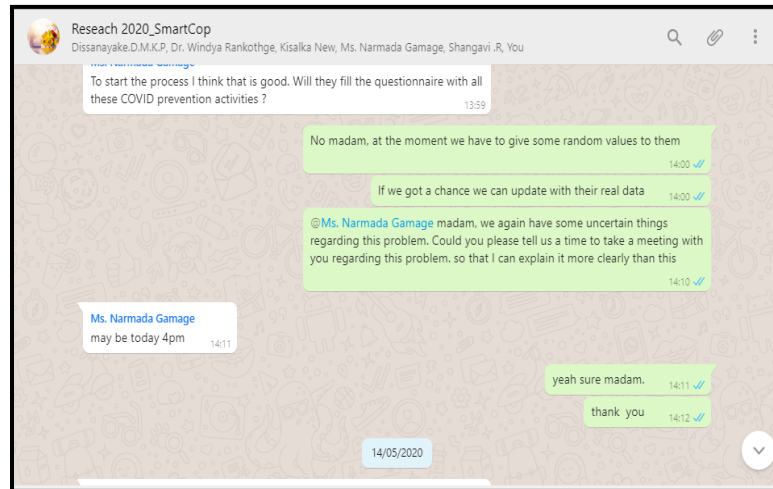 Reseach 2020_SmartCop
Dissanayake.D.M.K.P, Dr. Windya Rankothge, Kisalka New, Ms. Narmada Gamage, Shangavi .R, You
Ms. Narmada Gamage
To start the process I think that is good. Will they fill the questionnaire with all
these COVID prevention activities ?
13:59
No madam, at the moment we have to give some random values to them
14:00
If we got a chance we can update with their real data
14:00
@Ms. Narmada Gamage madam, we again have some uncertain things
regarding this problem. Could you please tell us a time to take a meeting with
you regarding this problem. so that I can explain it more clearly than this
14:10
Ms. Narmada Gamage
may be today 4pm
14:11
yeah sure madam.
14:11
thank you
14:12
14/05/2020